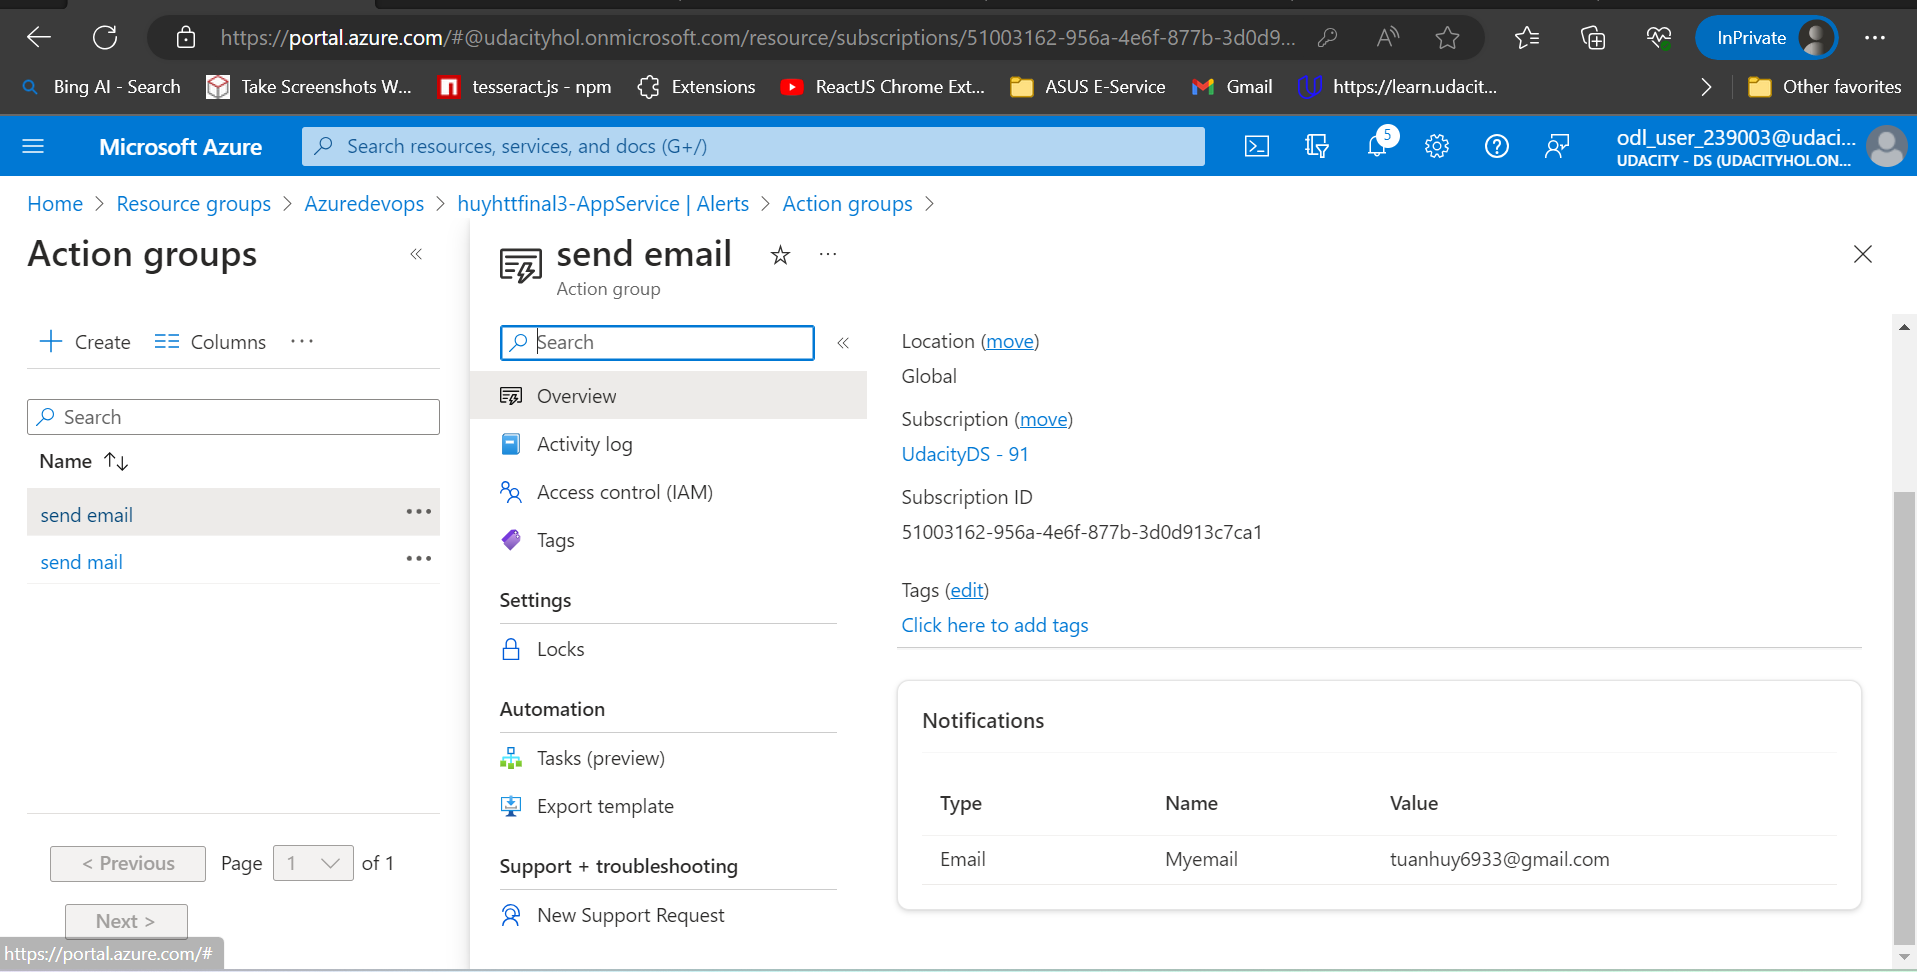 https://portal.azure.com/#@udacityhol.onmicrosoft.com/resource/subscriptions/51003162-956a-4e6f-877b-3d0d9...
InPrivate
Bing AI - Search
Take Screenshots W...
tesseract.js - npm
Extensions
ReactJS Chrome Ext...
ASUS E-Service
Gmail
https://learn.udacit...
Other favorites
Microsoft Azure
Search resources, services, and docs (G+/)
5
odl_user_239003@udaci...
UDACITY - DS (UDACITYHOL.ON...
Home > Resource groups > Azuredevops > huyhttfinal3-AppService | Alerts > Action groups >
Action groups
«
Create
Columns
...
Search
Name ↑↓
send email ...
send mail ...
< Previous
Page 1 of 1
Next >
https://portal.azure.com/#
send email
...
Action group
Search
«
Overview
Activity log
Access control (IAM)
Tags
Settings
Locks
Automation
Tasks (preview)
Export template
Support + troubleshooting
New Support Request
Location (move)
Global
Subscription (move)
UdacityDS - 91
Subscription ID
51003162-956a-4e6f-877b-3d0d913c7ca1
Tags (edit)
Click here to add tags
Notifications
Type Name Value
Email Myemail tuanhuy6933@gmail.com